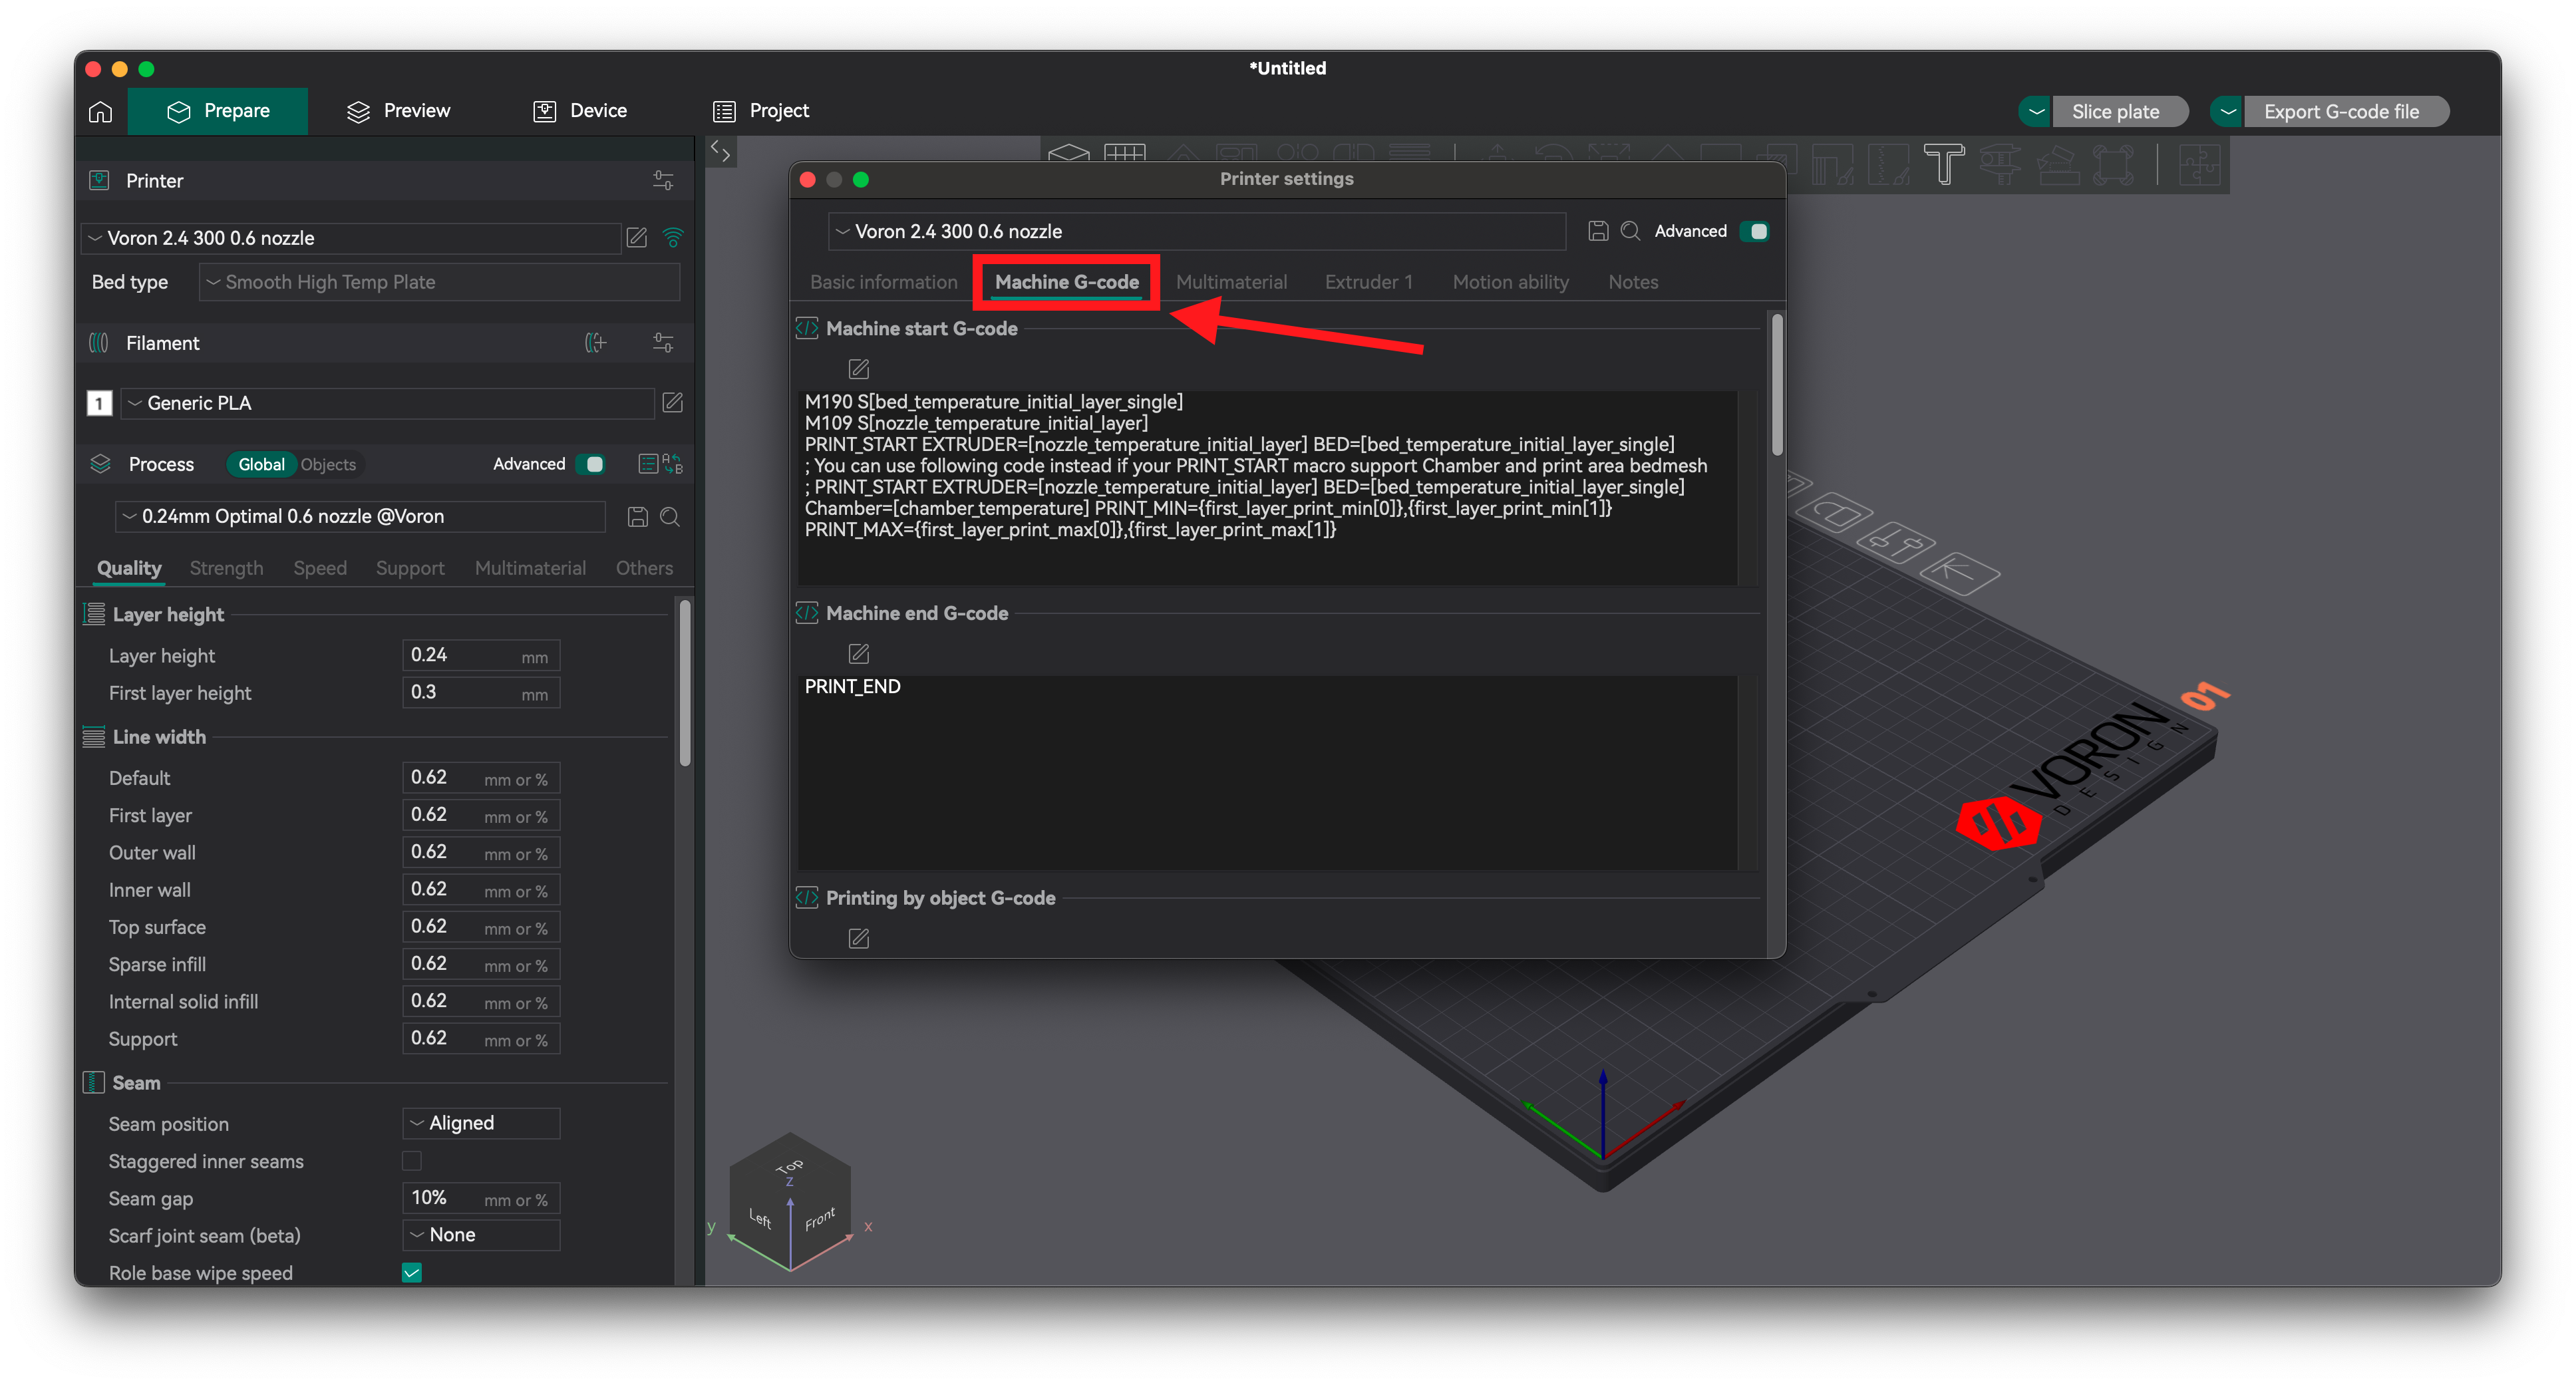 *Untitled
Prepare
Preview
Device
Project
Slice plate
Export G-code file
Printer
Voron 2.4 300 0.6 nozzle
Bed type
Smooth High Temp Plate
Filament
1
Generic PLA
Process
Global
Objects
Advanced
A
B
0.24mm Optimal 0.6 nozzle @Voron
Quality
Strength
Speed
Support
Multimaterial
Others
Layer height
Layer height 0.24 mm
First layer height 0.3 mm
Line width
Default 0.62 mm or %
First layer 0.62 mm or %
Outer wall 0.62 mm or %
Inner wall 0.62 mm or %
Top surface 0.62 mm or %
Sparse infill 0.62 mm or %
Internal solid infill 0.62 mm or %
Support 0.62 mm or %
Seam
Seam position Aligned
Staggered inner seams
Seam gap 10% mm or %
Scarf joint seam (beta) None
Role base wipe speed
Printer settings
Voron 2.4 300 0.6 nozzle
Advanced
Basic information
Machine G-code
Multimaterial
Extruder 1
Motion ability
Notes
Machine start G-code
M190 S[bed_temperature_initial_layer_single]
M109 S[nozzle_temperature_initial_layer]
PRINT_START EXTRUDER=[nozzle_temperature_initial_layer] BED=[bed_temperature_initial_layer_single]
; You can use following code instead if your PRINT_START macro support Chamber and print area bedmesh
; PRINT_START EXTRUDER=[nozzle_temperature_initial_layer] BED=[bed_temperature_initial_layer_single]
Chamber=[chamber_temperature] PRINT_MIN={first_layer_print_min[0]},{first_layer_print_min[1]}
PRINT_MAX={first_layer_print_max[0]},{first_layer_print_max[1]}
Machine end G-code
PRINT_END
Printing by object G-code
01
VORON
DESIGN
Top
z
Left
Front
y
x